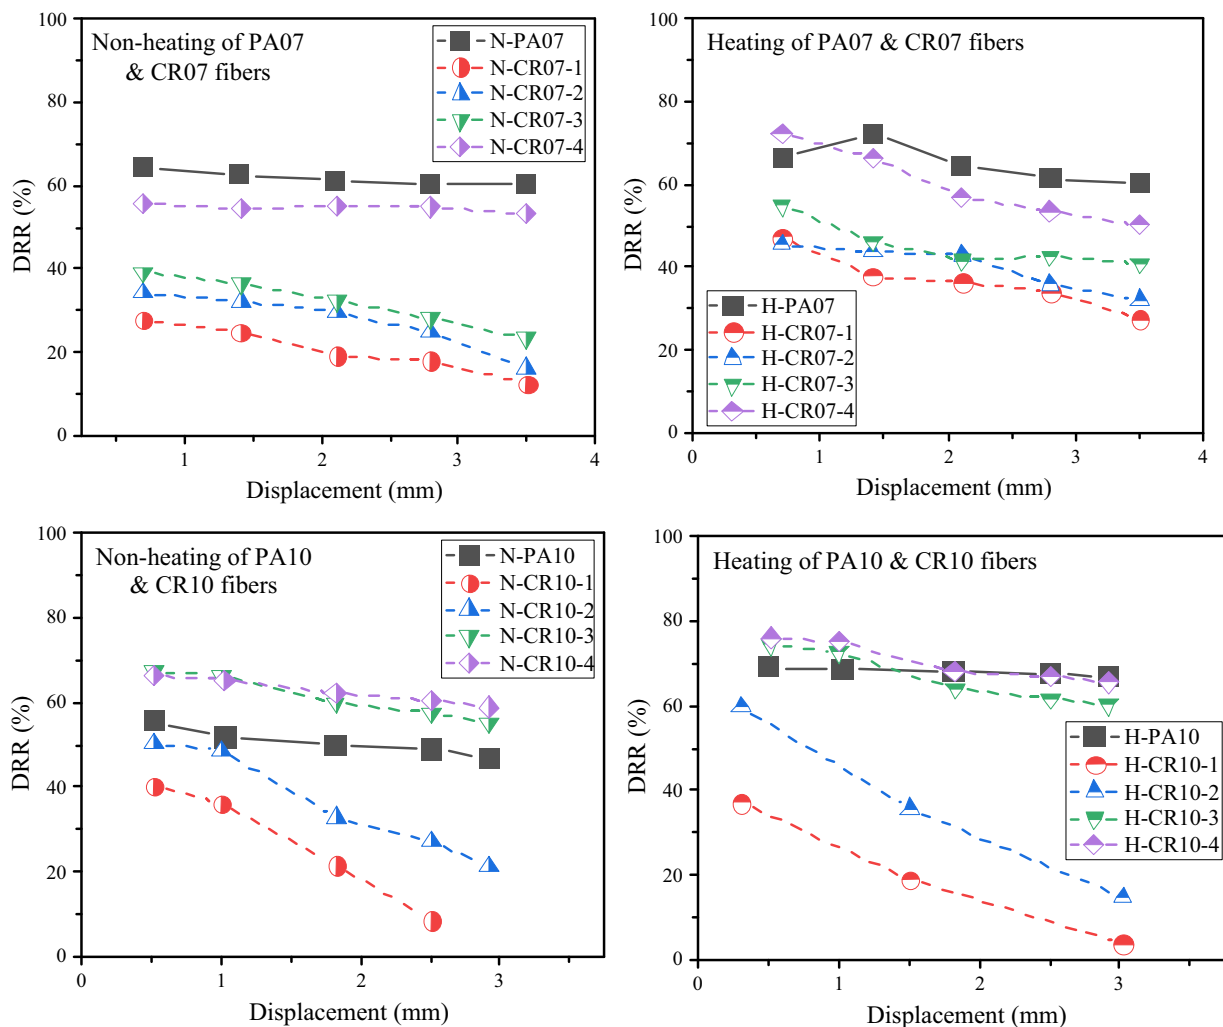 Non-heating of PA07
& CR07 fibers
N-PA07
N-CR07-1
N-CR07-2
N-CR07-3
N-CR07-4
100
80
60
40
20
0
DRR (%)
1
2
3
4
Displacement (mm)
Heating of PA07 & CR07 fibers
H-PA07
H-CR07-1
H-CR07-2
H-CR07-3
H-CR07-4
100
80
60
40
20
0
DRR (%)
0
1
2
3
4
Displacement (mm)
Non-heating of PA10
& CR10 fibers
N-PA10
N-CR10-1
N-CR10-2
N-CR10-3
N-CR10-4
100
80
60
40
20
0
DRR (%)
0
1
2
3
Displacement (mm)
Heating of PA10 & CR10 fibers
H-PA10
H-CR10-1
H-CR10-2
H-CR10-3
H-CR10-4
100
80
60
40
20
0
DRR (%)
0
1
2
3
Displacement (mm)